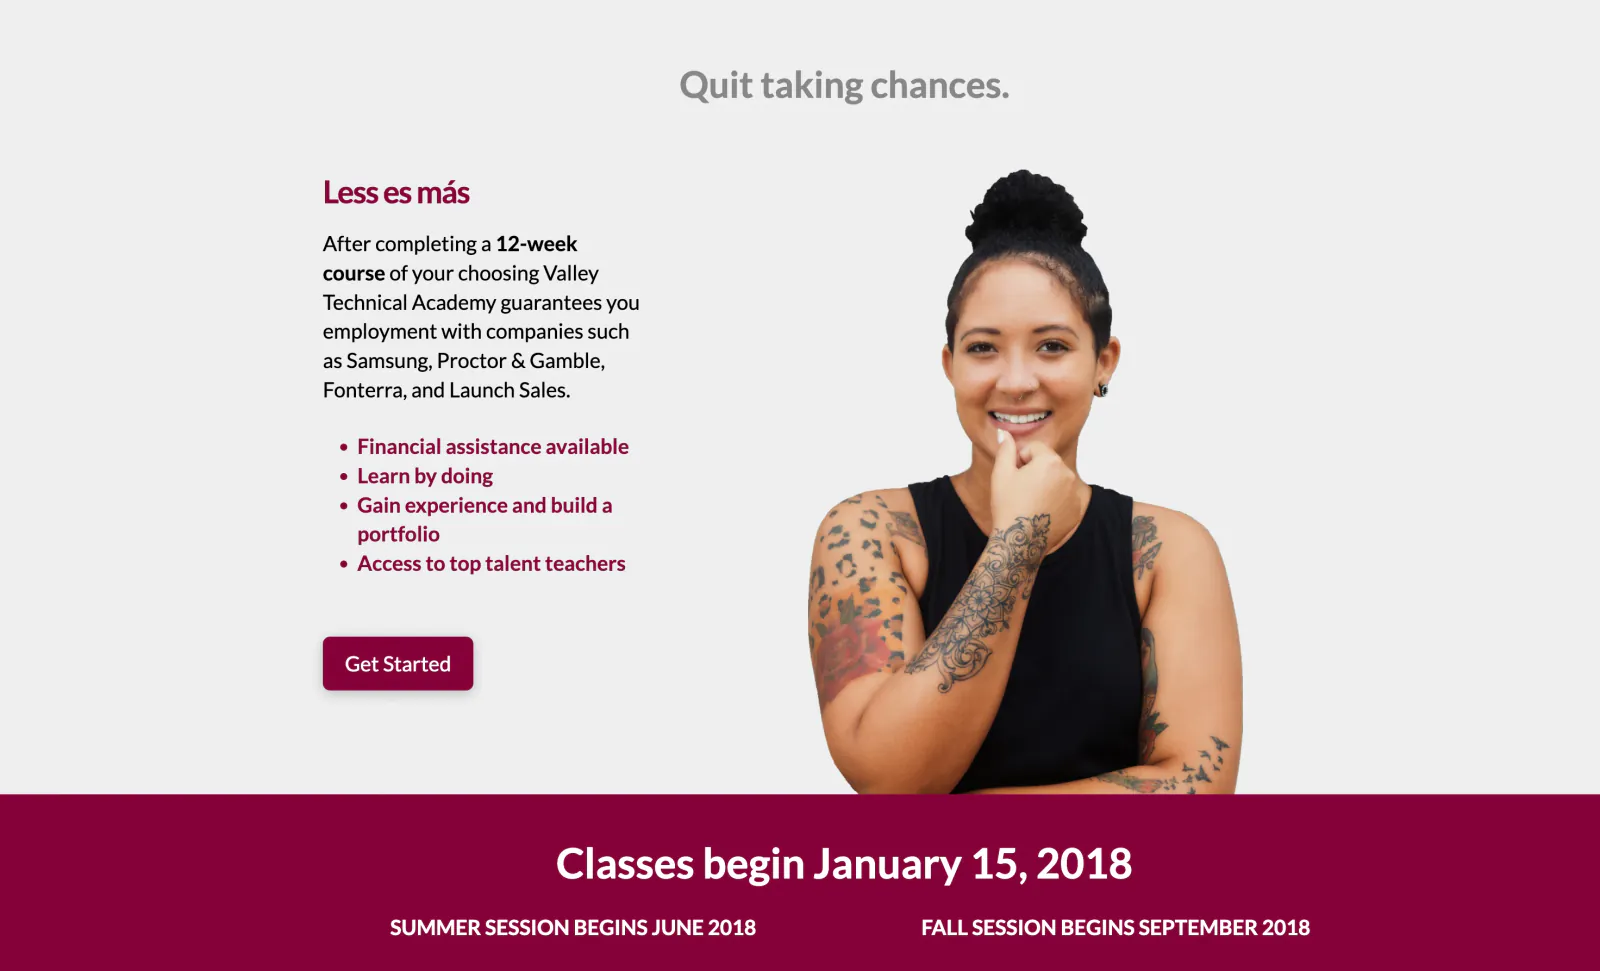 Quit taking chances.
Less es más
After completing a 12-week
course of your choosing Valley
Technical Academy guarantees you
employment with companies such
as Samsung, Proctor & Gamble,
Fonterra, and Launch Sales.
• Financial assistance available
• Learn by doing
• Gain experience and build a
portfolio
• Access to top talent teachers
Get Started
Classes begin January 15, 2018
SUMMER SESSION BEGINS JUNE 2018
FALL SESSION BEGINS SEPTEMBER 2018